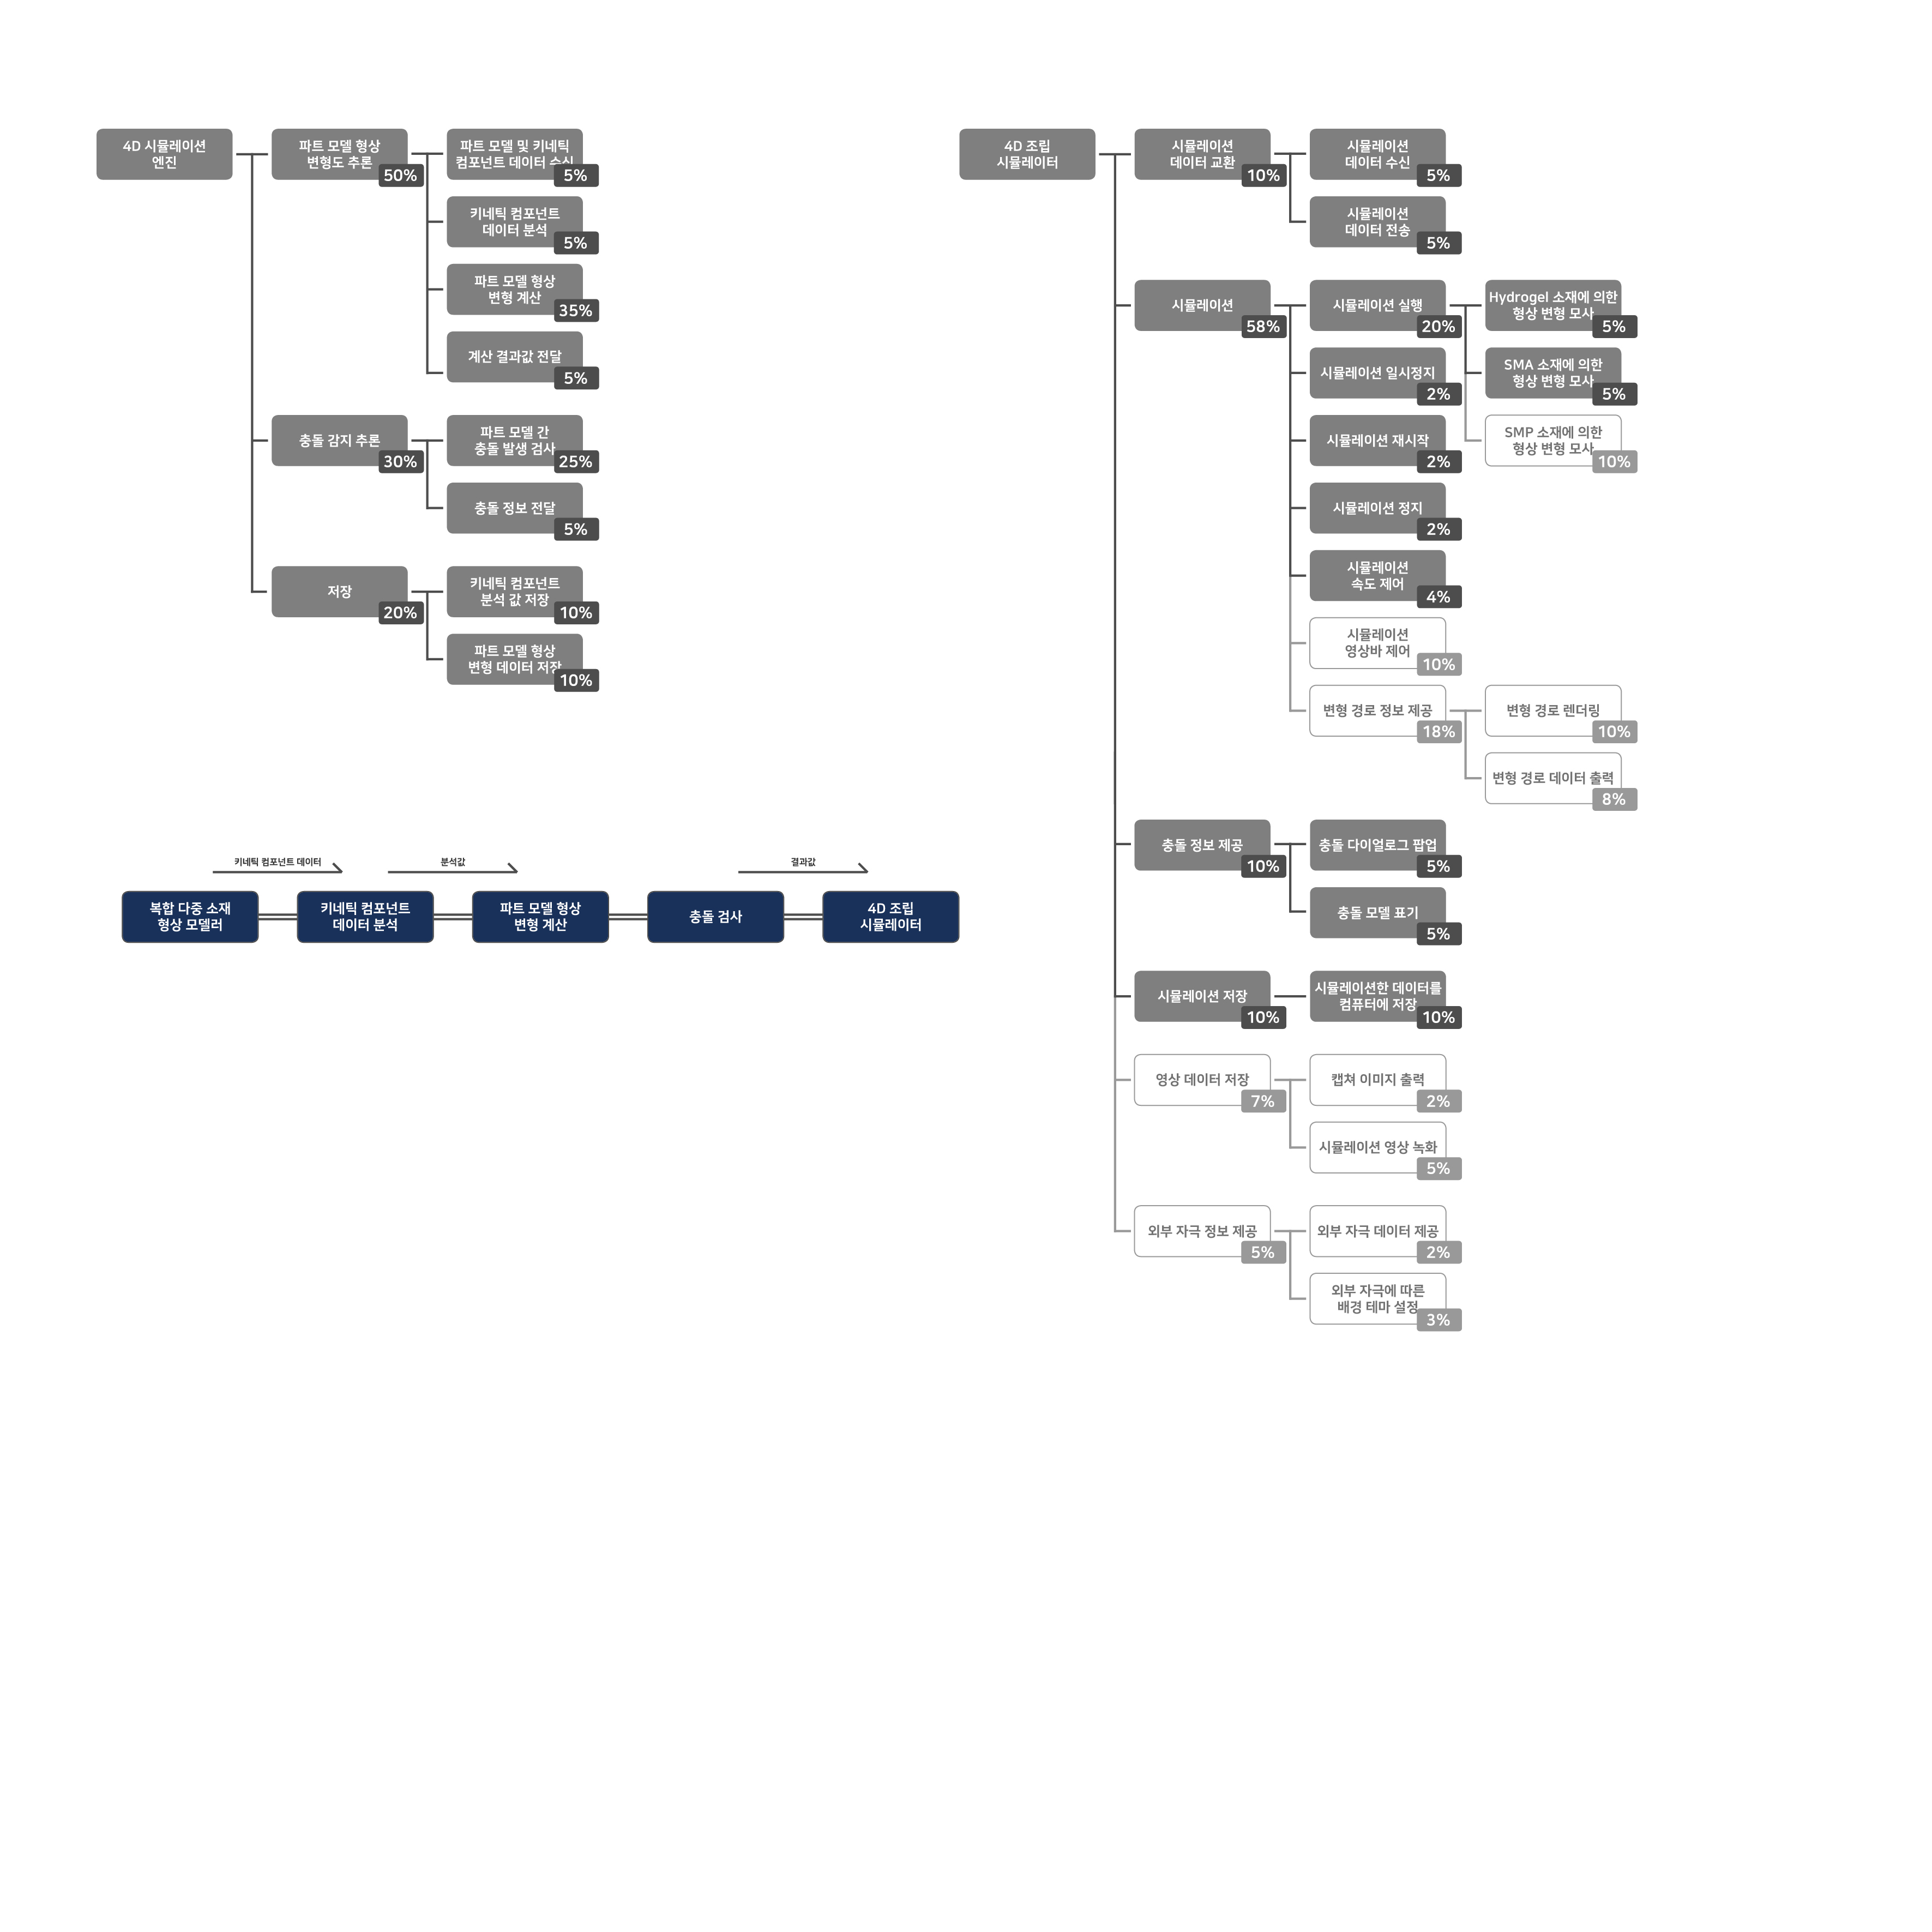 4D 시뮬레이션
엔진
파트 모델 형상
변형도 추론
50%
파트 모델 및 키네틱
컴포넌트 데이터 수신
5%
키네틱 컴포넌트
데이터 분석
5%
파트 모델 형상
변형 계산
35%
계산 결과값 전달
5%
충돌 감지 추론
30%
파트 모델 간
충돌 발생 검사
25%
충돌 정보 전달
5%
저장
20%
키네틱 컴포넌트
분석 값 저장
10%
파트 모델 형상
변형 데이터 저장
10%
키네틱 컴포넌트 데이터
분석값
결과값
복합 다중 소재
형상 모델러
키네틱 컴포넌트
데이터 분석
파트 모델 형상
변형 계산
충돌 검사
4D 조립
시뮬레이터
4D 조립
시뮬레이터
시뮬레이션
데이터 교환
10%
시뮬레이션
데이터 수신
5%
시뮬레이션
데이터 전송
5%
시뮬레이션
58%
시뮬레이션 실행
20%
Hydrogel 소재에 의한
형상 변형 모사
5%
시뮬레이션 일시정지
2%
SMA 소재에 의한
형상 변형 모사
5%
시뮬레이션 재시작
2%
SMP 소재에 의한
형상 변형 모사
10%
시뮬레이션 정지
2%
시뮬레이션
속도 제어
4%
시뮬레이션
영상바 제어
10%
변형 경로 정보 제공
18%
변형 경로 렌더링
10%
변형 경로 데이터 출력
8%
충돌 정보 제공
10%
충돌 다이얼로그 팝업
5%
충돌 모델 표기
5%
시뮬레이션 저장
10%
시뮬레이션한 데이터를
컴퓨터에 저장
10%
영상 데이터 저장
7%
캡쳐 이미지 출력
2%
시뮬레이션 영상 녹화
5%
외부 자극 정보 제공
5%
외부 자극 데이터 제공
2%
외부 자극에 따른
배경 테마 설정
3%